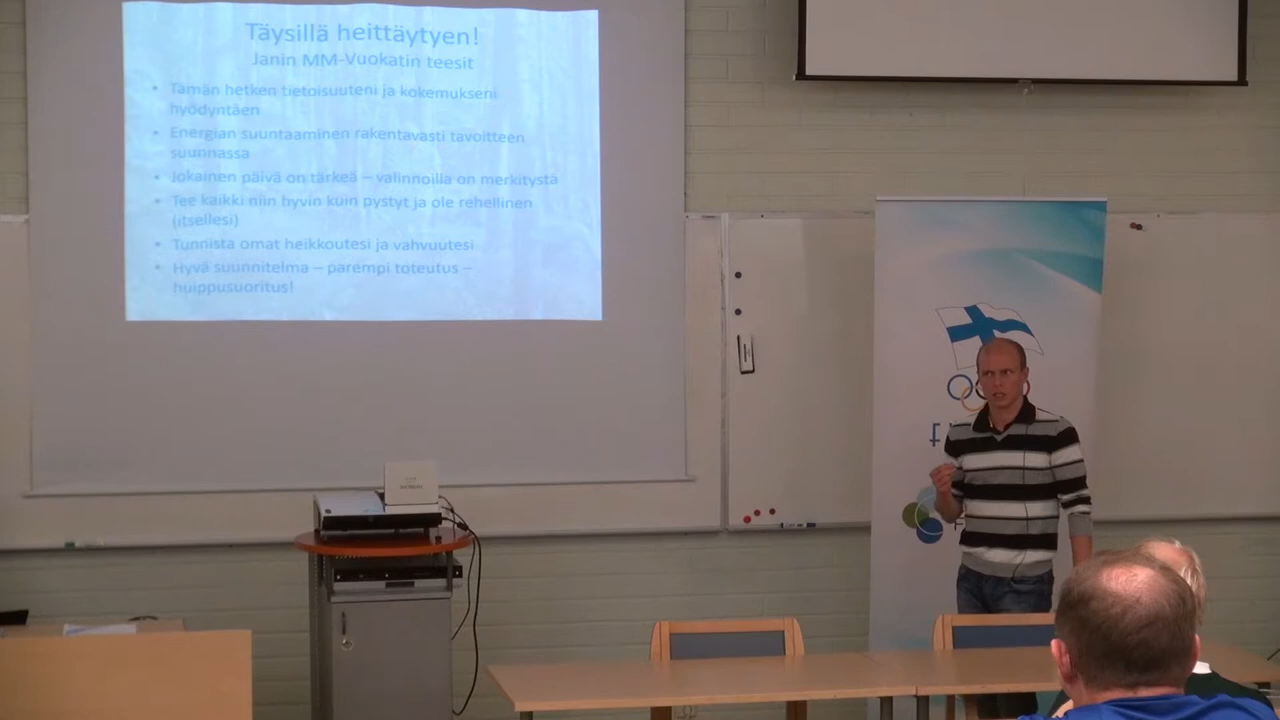 Täysillä heittäytyen!
Janin MM-Vuokatin teesit
• Tämän hetken tietoisuuteni ja kokemukseni
hyödyntäen
• Energian suuntaaminen rakentavasti tavoitteen
suunnassa
• Jokainen päivä on tärkeä – valinnoilla on merkitystä
• Tee kaikki niin hyvin kuin pystyt ja ole rehellinen
(itsellesi)
• Tunnista omat heikkoutesi ja vahvuutesi
• Hyvä suunnitelma – parempi toteutus –
huippusuoritus!